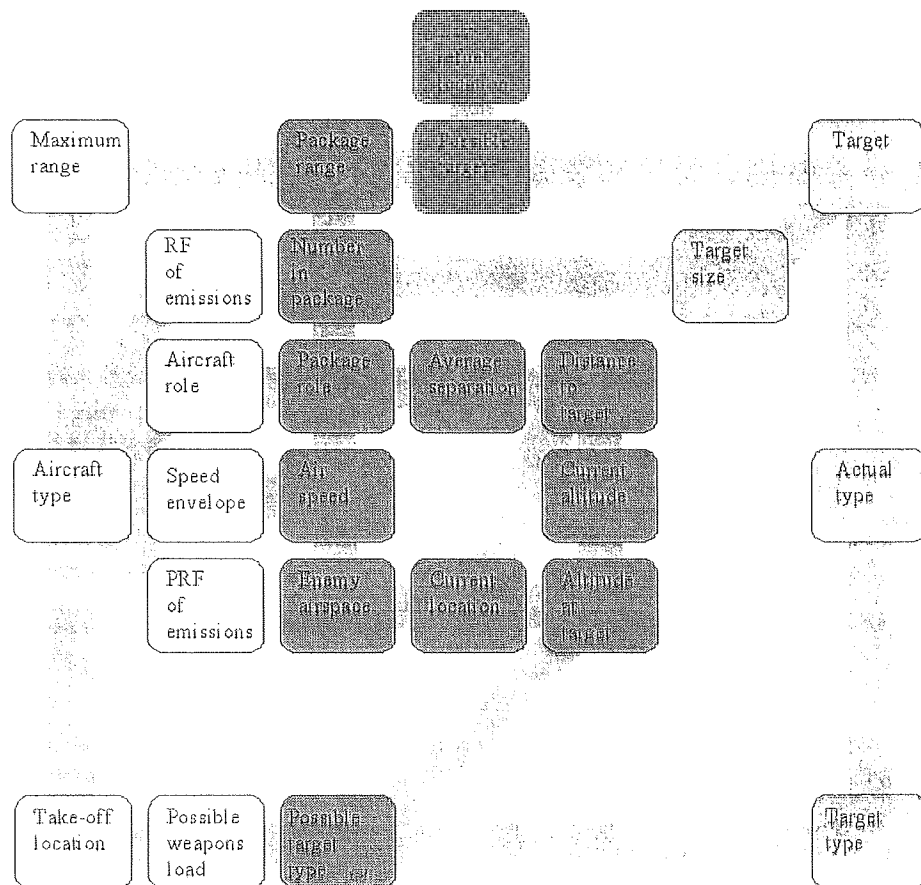 Maximum
range
Package
range
Target
RF
of
emissions
Number
in
package
Target
size
Aircraft
role
Package
role
Average
separation
Distance
to
target
Aircraft
type
Speed
envelope
Air
speed
Current
altitude
Actual
type
PRF
of
emissions
Enemy
airspace
Current
location
Altitude
at
target
Take-off
location
Possible
weapons
load
Possible
target
type
Target
type